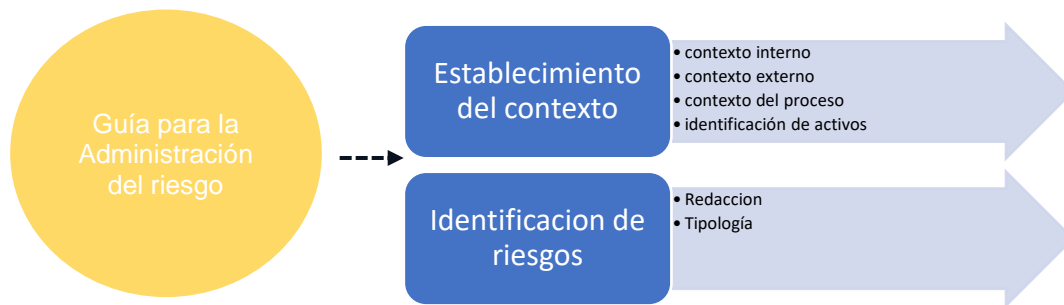 Guía para la
Administración
del riesgo
Establecimiento
del contexto
• contexto interno
• contexto externo
• contexto del proceso
• identificación de activos
Identificacion de
riesgos
• Redaccion
• Tipología